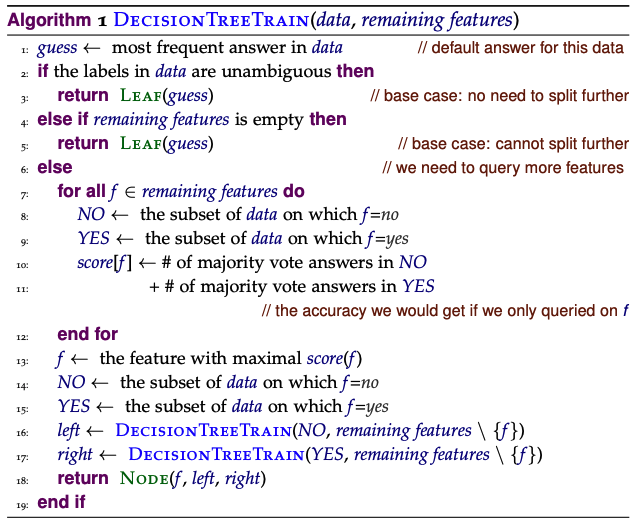 Algorithm 1 DECISIONTREETRAIN(data, remaining features)
1: guess ← most frequent answer in data // default answer for this data
2: if the labels in data are unambiguous then
3: return LEAF(guess) // base case: no need to split further
4: else if remaining features is empty then
5: return LEAF(guess) // base case: cannot split further
6: else // we need to query more features
7: for all f ∈ remaining features do
8: NO ← the subset of data on which f=no
9: YES ← the subset of data on which f=yes
10: score[f] ← # of majority vote answers in NO
11: + # of majority vote answers in YES
// the accuracy we would get if we only queried on f
12: end for
13: f ← the feature with maximal score(f)
14: NO ← the subset of data on which f=no
15: YES ← the subset of data on which f=yes
16: left ← DECISIONTREETRAIN(NO, remaining features \ {f})
17: right ← DECISIONTREETRAIN(YES, remaining features \ {f})
18: return NODE(f, left, right)
19: end if